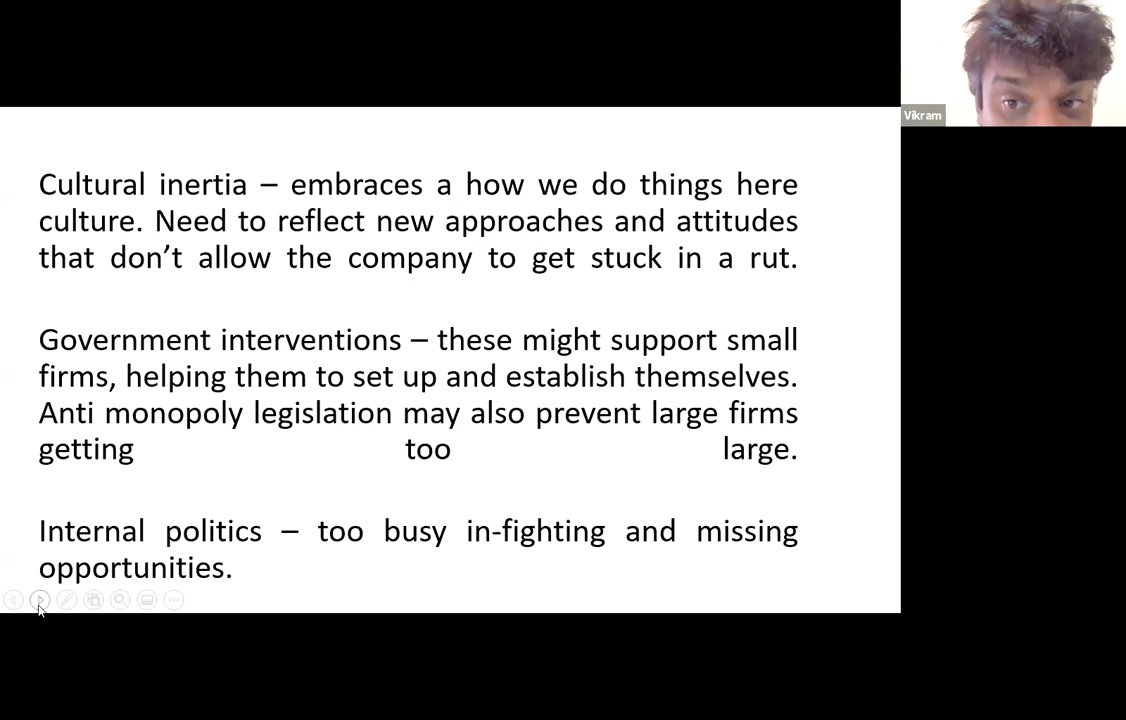 Vikram
Cultural inertia – embraces a how we do things here
culture. Need to reflect new approaches and attitudes
that don’t allow the company to get stuck in a rut.
Government interventions – these might support small
firms, helping them to set up and establish themselves.
Anti monopoly legislation may also prevent large firms
getting too large.
Internal politics – too busy in-fighting and missing
opportunities.